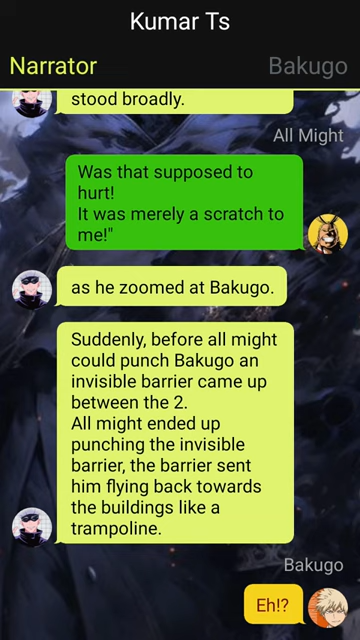 Kumar Ts
Narrator
Bakugo
stood broadly.
All Might
Was that supposed to
hurt!
It was merely a scratch to
me!"
as he zoomed at Bakugo.
Suddenly, before all might
could punch Bakugo an
invisible barrier came up
between the 2.
All might ended up
punching the invisible
barrier, the barrier sent
him flying back towards
the buildings like a
trampoline.
Bakugo
Eh!?